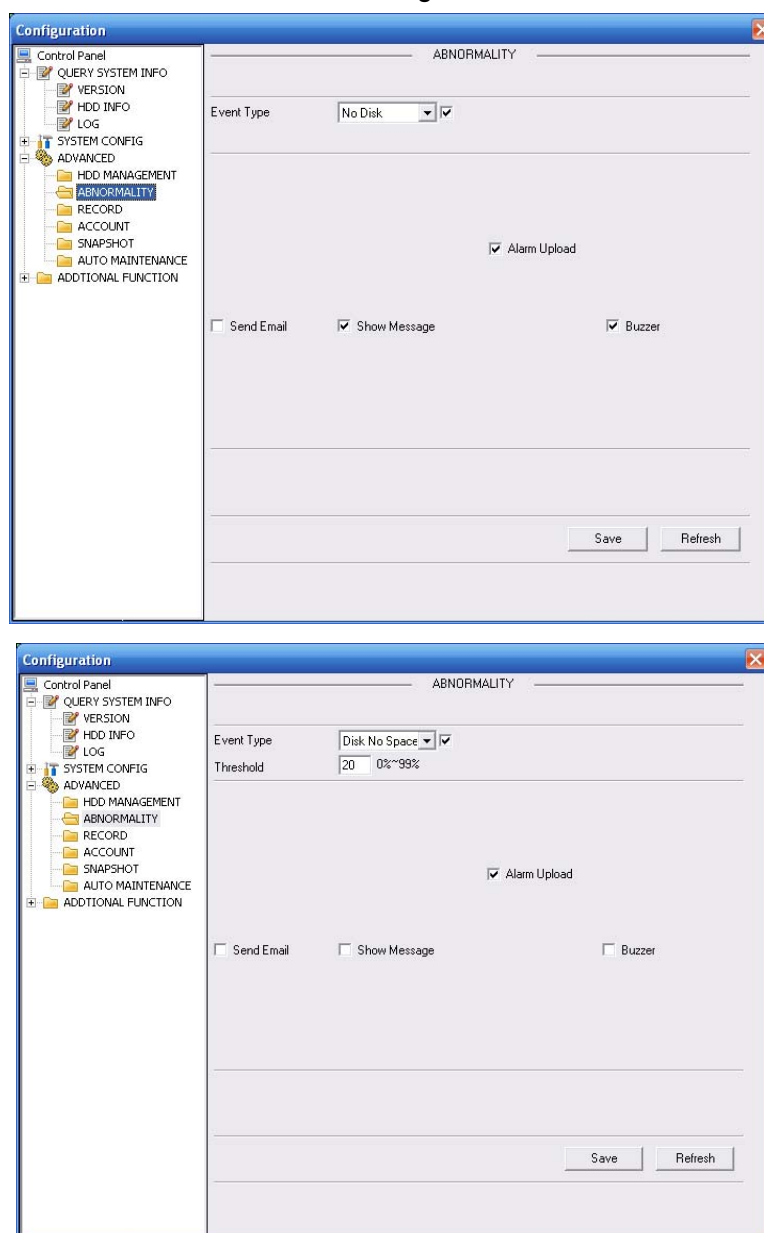 Configuration
Control Panel
QUERY SYSTEM INFO
VERSION
HDD INFO
LOG
SYSTEM CONFIG
ADVANCED
HDD MANAGEMENT
ABNORMALITY
RECORD
ACCOUNT
SNAPSHOT
AUTO MAINTENANCE
ADDTIONAL FUNCTION
ABNORMALITY
Event Type No Disk
Alarm Upload
Send Email Show Message Buzzer
Save Refresh
Configuration
Control Panel
QUERY SYSTEM INFO
VERSION
HDD INFO
LOG
SYSTEM CONFIG
ADVANCED
HDD MANAGEMENT
ABNORMALITY
RECORD
ACCOUNT
SNAPSHOT
AUTO MAINTENANCE
ADDTIONAL FUNCTION
ABNORMALITY
Event Type Disk No Space
Threshold 20 0%~99%
Alarm Upload
Send Email Show Message Buzzer
Save Refresh